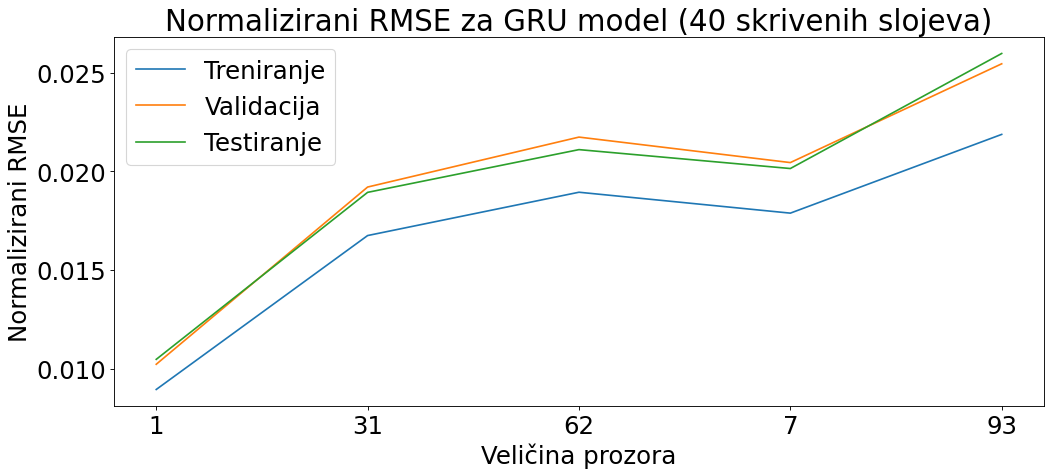 Normalizirani RMSE za GRU model (40 skrivenih slojeva)
Treniranje
Validacija
Testiranje
Normalizirani RMSE
0.025
0.020
0.015
0.010
1 31 62 7 93
Veličina prozora